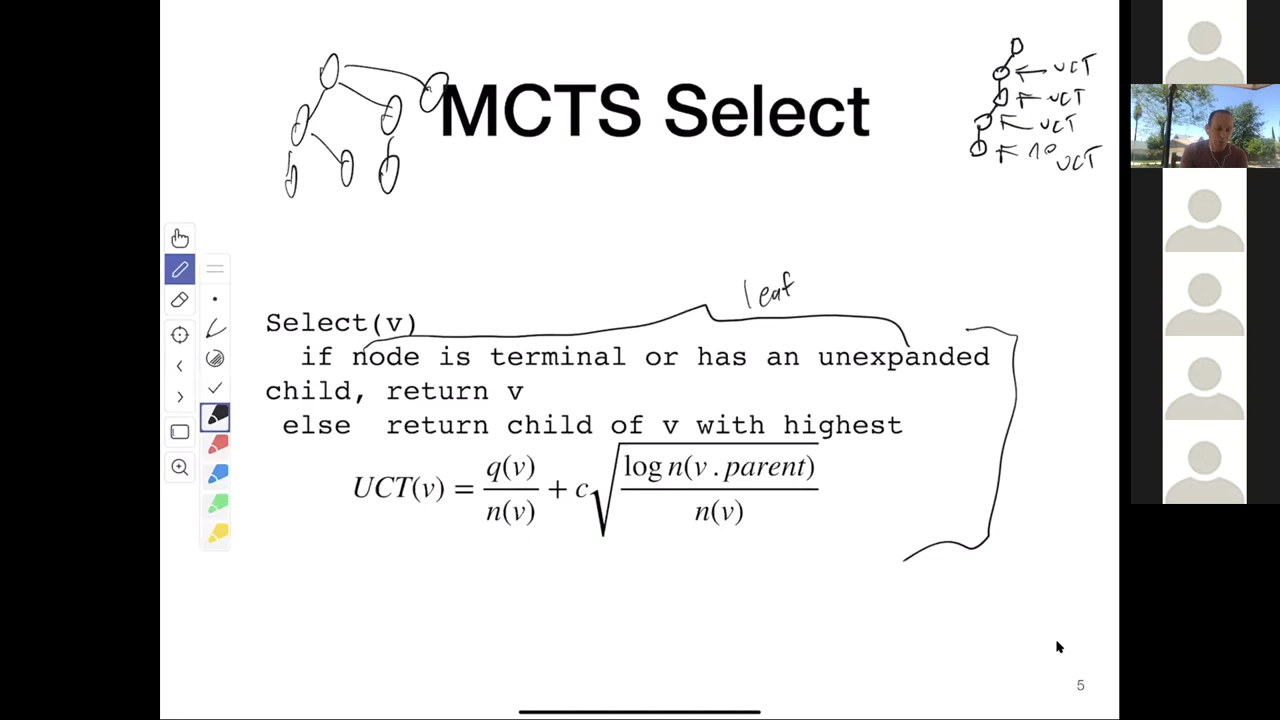 MCTS Select
UCT
UCT
UCT
10 UCT
leaf
Select(v)
if node is terminal or has an unexpanded
child, return v
else return child of v with highest
UCT(v) = q(v)/n(v) + c√(log n(v . parent)/n(v))
5